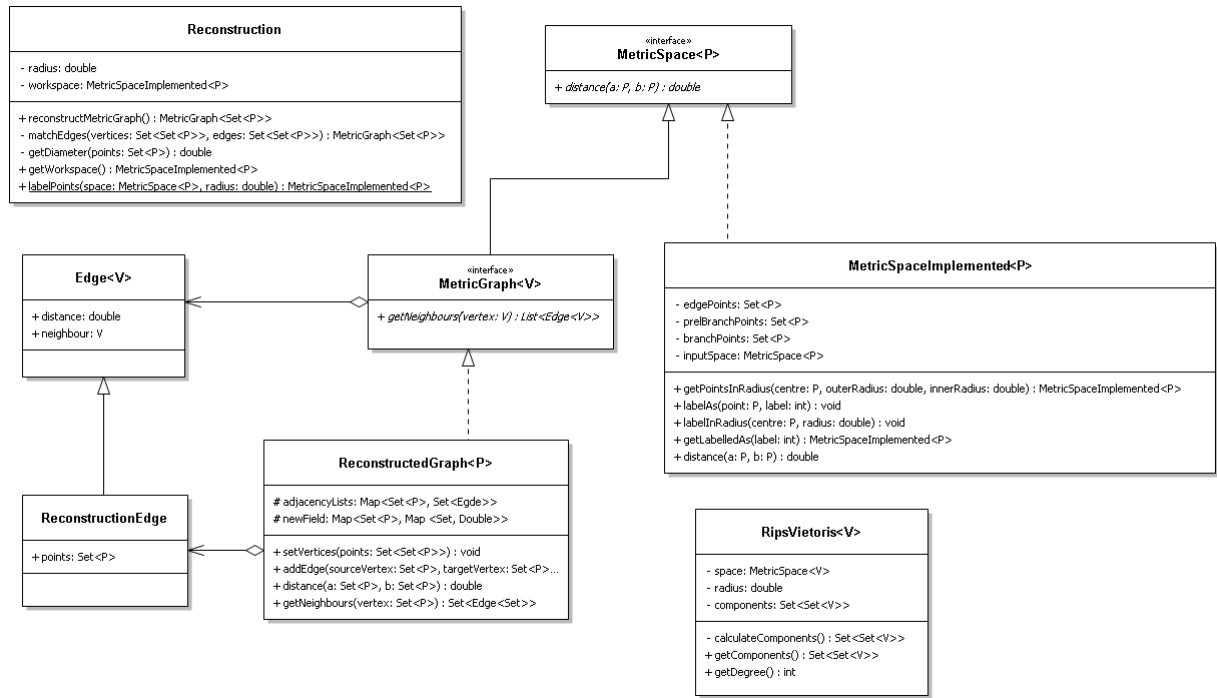 Reconstruction
- radius: double
- workspace: MetricSpaceImplemented<P>
+ reconstructMetricGraph() : MetricGraph<Set<P>>
- matchEdges(vertices: Set<Set<P>>, edges: Set<Set<P>>) : MetricGraph<Set<P>>
- getDiameter(points: Set<P>) : double
+ getWorkspace() : MetricSpaceImplemented<P>
+ labelPoints(space: MetricSpace<P>, radius: double) : MetricSpaceImplemented<P>
«interface»
MetricSpace<P>
+ distance(a: P, b: P) : double
Edge<V>
+ distance: double
+ neighbour: V
«interface»
MetricGraph<V>
+ getNeighbours(vertex: V) : List<Edge<V>>
MetricSpaceImplemented<P>
- edgePoints: Set<P>
- prelBranchPoints: Set<P>
- branchPoints: Set<P>
- inputSpace: MetricSpace<P>
+ getPointsInRadius(centre: P, outerRadius: double, innerRadius: double) : MetricSpaceImplemented<P>
+ labelAs(point: P, label: int) : void
+ labelInRadius(centre: P, radius: double) : void
+ getLabelledAs(label: int) : MetricSpaceImplemented<P>
+ distance(a: P, b: P) : double
ReconstructedGraph<P>
# adjacencyLists: Map<Set<P>, Set<Egde>>
# newField: Map<Set<P>, Map <Set, Double>>
+ setVertices(points: Set<Set<P>>) : void
+ addEdge(sourceVertex: Set<P>, targetVertex: Set<P>...
+ distance(a: Set<P>, b: Set<P>) : double
+ getNeighbours(vertex: Set<P>) : Set<Edge<Set>>
ReconstructionEdge
+ points: Set<P>
RipsVietoris<V>
- space: MetricSpace<V>
- radius: double
- components: Set<Set<V>>
- calculateComponents() : Set<Set<V>>
+ getComponents() : Set<Set<V>>
+ getDegree() : int